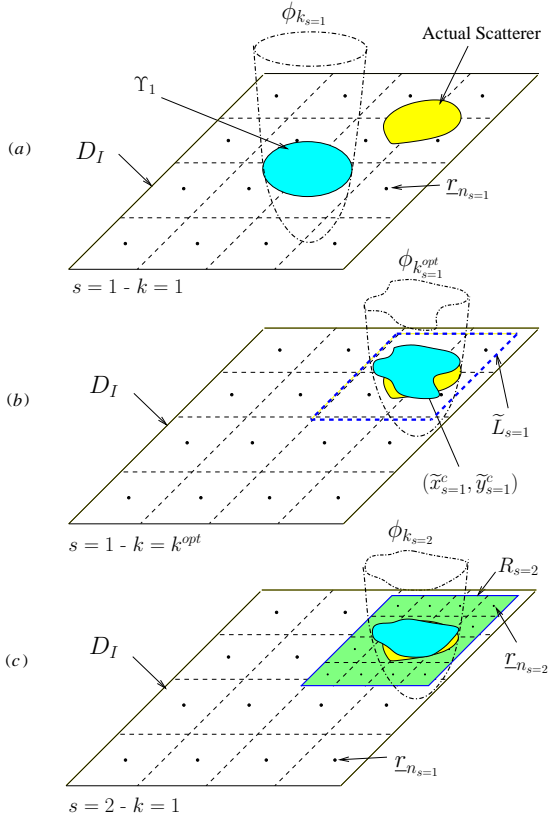 ϕ_{k_{s=1}}
Actual Scatterer
Υ_1
(a)
D_I
r_{n_{s=1}}
s = 1 - k = 1
ϕ_{k^{opt}_{s=1}}
D_I
(b)
L̃_{s=1}
(x̃^c_{s=1}, ỹ^c_{s=1})
s = 1 - k = k^{opt}
ϕ_{k_{s=2}}
R_{s=2}
(c)
D_I
r_{n_{s=2}}
r_{n_{s=1}}
s = 2 - k = 1